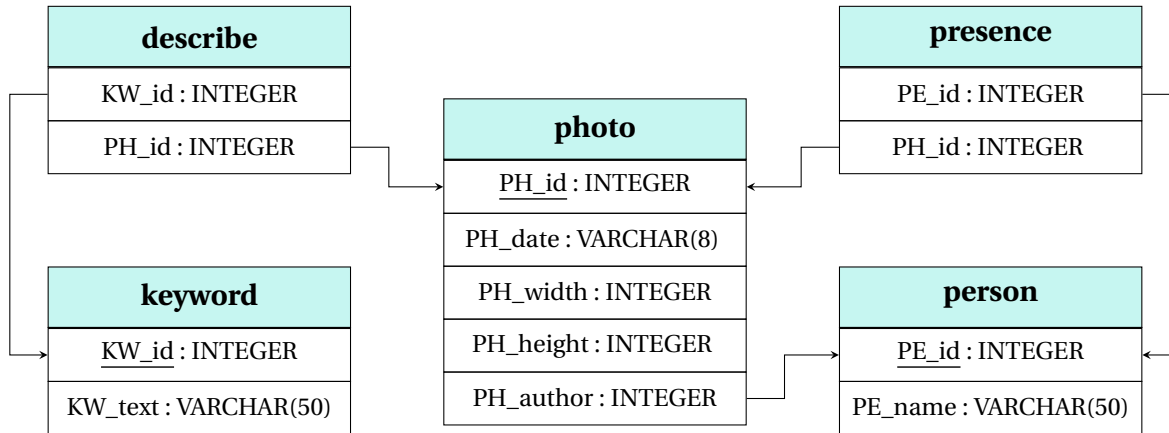 describe
KW_id : INTEGER
PH_id : INTEGER
keyword
KW_id : INTEGER
KW_text : VARCHAR(50)
photo
PH_id : INTEGER
PH_date : VARCHAR(8)
PH_width : INTEGER
PH_height : INTEGER
PH_author : INTEGER
presence
PE_id : INTEGER
PH_id : INTEGER
person
PE_id : INTEGER
PE_name : VARCHAR(50)